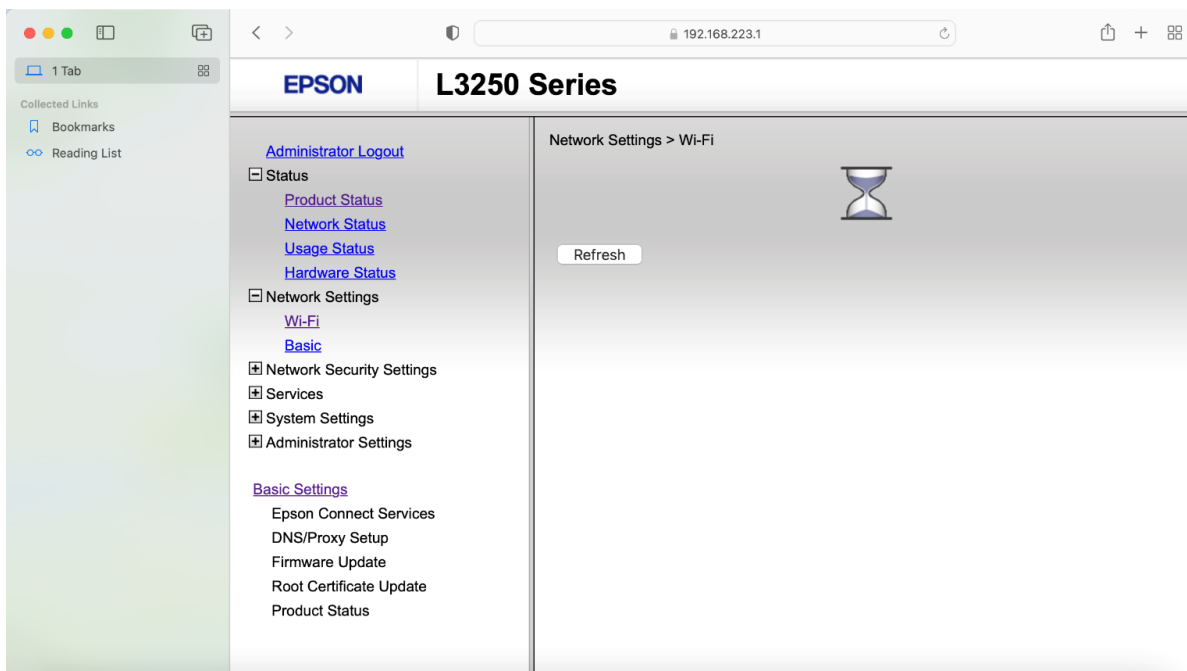 192.168.223.1
1 Tab
Collected Links
Bookmarks
Reading List
EPSON
L3250 Series
Administrator Logout
Status
Product Status
Network Status
Usage Status
Hardware Status
Network Settings
Wi-Fi
Basic
Network Security Settings
Services
System Settings
Administrator Settings
Basic Settings
Epson Connect Services
DNS/Proxy Setup
Firmware Update
Root Certificate Update
Product Status
Network Settings > Wi-Fi
Refresh